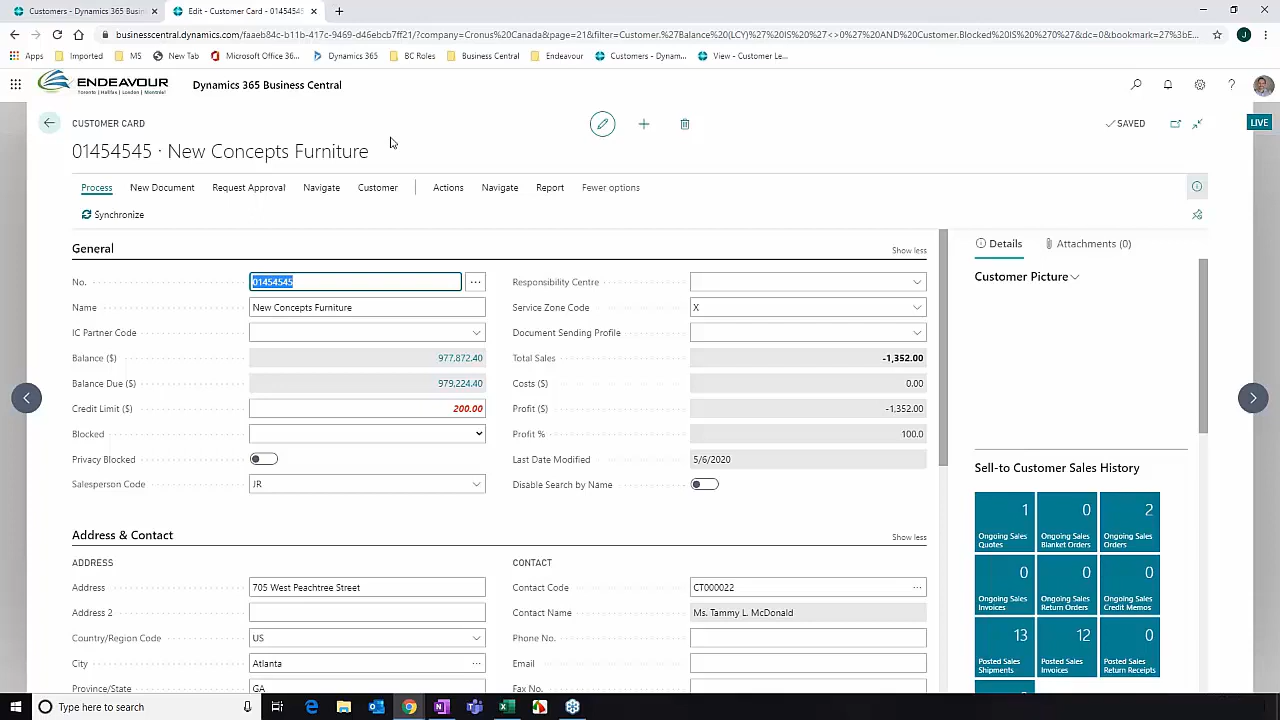 Customers - Dynamics 365 Busin
Edit - Customer Card - 01454545
businesscentral.dynamics.com/faaeb84c-b11b-417c-9469-d46ebcb7ff21/?company=Cronus%20Canada&page=21&filter=Customer.%27Balance%20(LCY)%27%20IS%20%27<>0%27%20AND%20Customer.Blocked%20IS%20%270%27&dc=0&bookmark=27%3bE...
Apps Imported MS New Tab Microsoft Office 36... Dynamics 365 BC Roles Business Central Endeavour Customers - Dynam... View - Customer Le...
ENDEAVOUR
Toronto | Halifax | London | Montréal
Dynamics 365 Business Central
CUSTOMER CARD
SAVED
LIVE
01454545 · New Concepts Furniture
Process New Document Request Approval Navigate Customer Actions Navigate Report Fewer options
Synchronize
General
Show less
No. 01454545
Name New Concepts Furniture
IC Partner Code
Balance ($) 977,872.40
Balance Due ($) 979,224.40
Credit Limit ($) 200.00
Blocked
Privacy Blocked
Salesperson Code JR
Responsibility Centre
Service Zone Code X
Document Sending Profile
Total Sales -1,352.00
Costs ($) 0.00
Profit ($) -1,352.00
Profit % 100.0
Last Date Modified 5/6/2020
Disable Search by Name
Address & Contact
Show less
ADDRESS
Address 705 West Peachtree Street
Address 2
Country/Region Code US
City Atlanta
Province/State GA
CONTACT
Contact Code CT000022
Contact Name Ms. Tammy L. McDonald
Phone No.
Email
Fax No.
Details Attachments (0)
Customer Picture
Sell-to Customer Sales History
1 Ongoing Sales Quotes
0 Ongoing Sales Blanket Orders
2 Ongoing Sales Orders
0 Ongoing Sales Invoices
0 Ongoing Sales Return Orders
0 Ongoing Sales Credit Memos
13 Posted Sales Shipments
12 Posted Sales Invoices
0 Posted Sales Return Receipts
Type here to search